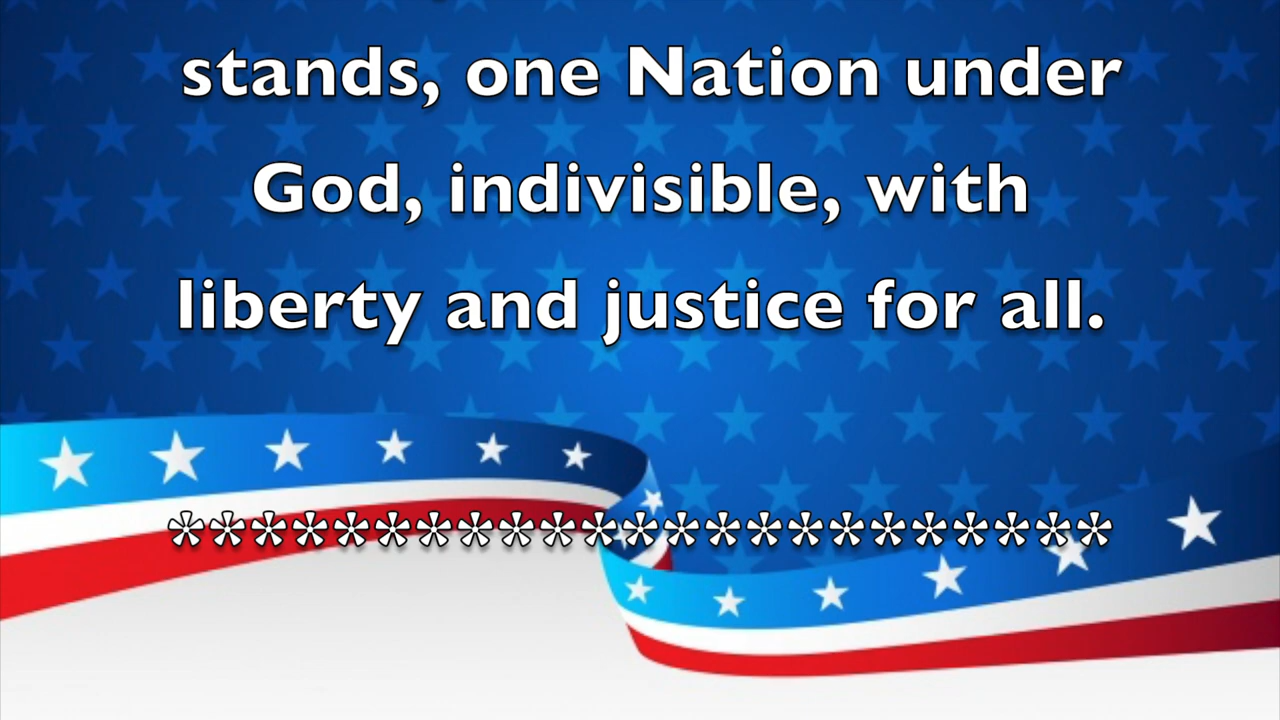 stands, one Nation under
God, indivisible, with
liberty and justice for all.
***********************